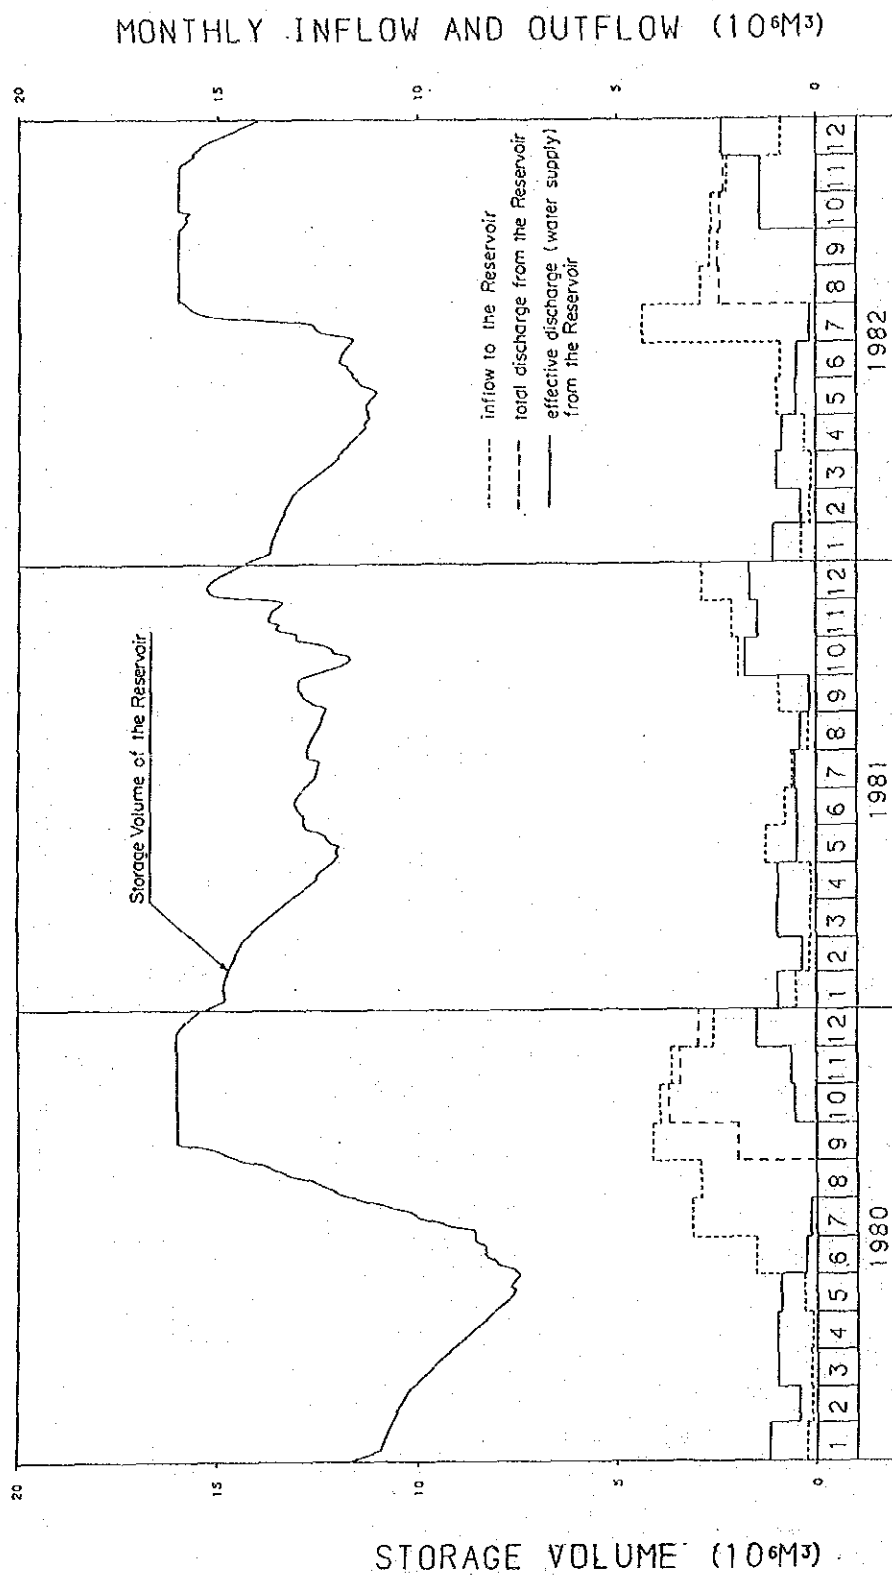 MONTHLY INFLOW AND OUTFLOW (10⁶M³)
20
15
10
5
0
inflow to the Reservoir
total discharge from the Reservoir
effective discharge (water supply)
from the Reservoir
Storage Volume of the Reservoir
1 2 3 4 5 6 7 8 9 10 11 12
1 2 3 4 5 6 7 8 9 10 11 12
1 2 3 4 5 6 7 8 9 10 11 12
1980
1981
1982
20
15
10
5
0
STORAGE VOLUME (10⁶M³)